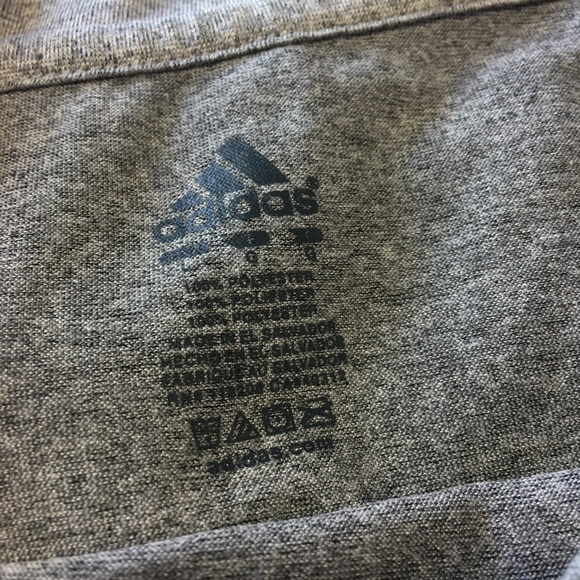 adidas
G G
100% POLYESTER
100% POLIESTER
100% POLYESTER
MADE IN EL SALVADOR
HECHO EN EL SALVADOR
FABRIQUE AU SALVADOR
adidas.com